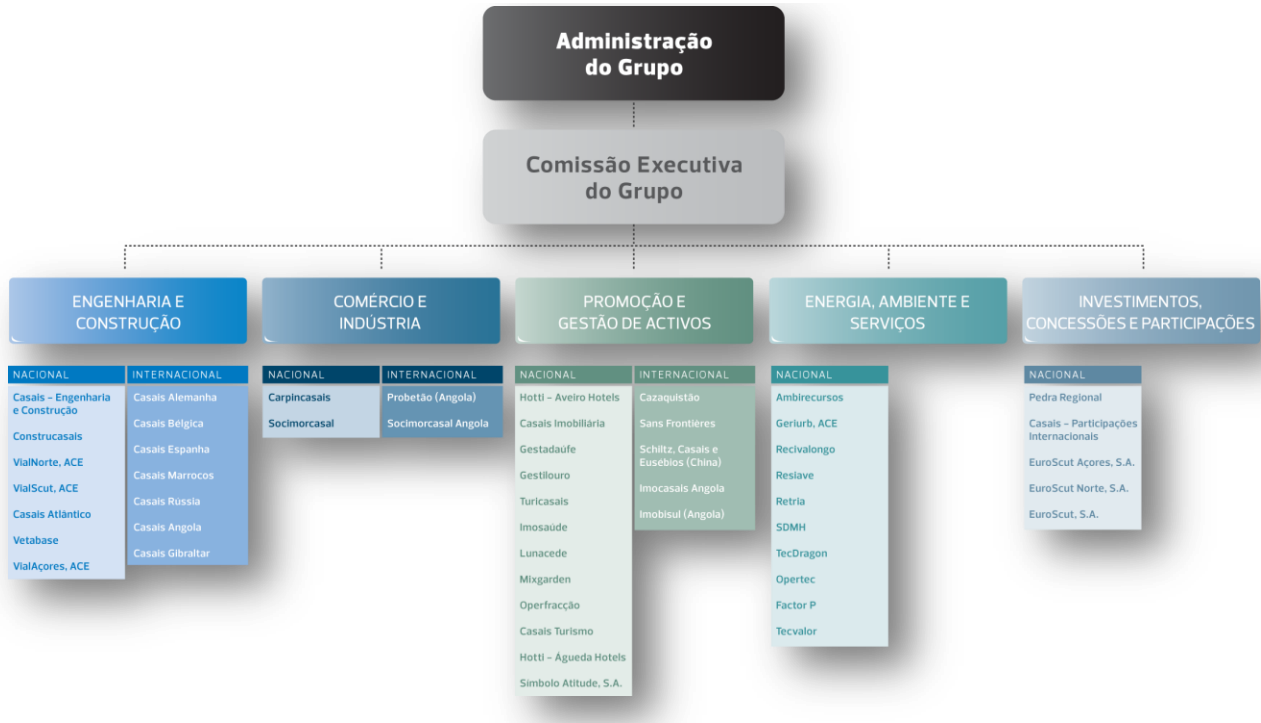 Administração
do Grupo
Comissão Executiva
do Grupo
ENGENHARIA E
CONSTRUÇÃO
NACIONAL
Casais – Engenharia
e Construção
Construcasais
VialNorte, ACE
VialScut, ACE
Casais Atlântico
Vetabase
VialAçores, ACE
INTERNACIONAL
Casais Alemanha
Casais Bélgica
Casais Espanha
Casais Marrocos
Casais Rússia
Casais Angola
Casais Gibraltar
COMÉRCIO E
INDÚSTRIA
NACIONAL
Carpincasais
Socimorcasal
INTERNACIONAL
Probetão (Angola)
Socimorcasal Angola
PROMOÇÃO E
GESTÃO DE ACTIVOS
NACIONAL
Hotti – Aveiro Hotels
Casais Imobiliária
Gestadaúfe
Gestilouro
Turicasais
Imosaúde
Lunacede
Mixgarden
Operfracção
Casais Turismo
Hotti – Águeda Hotels
Símbolo Atitude, S.A.
INTERNACIONAL
Cazaquistão
Sans Frontières
Schiltz, Casais e
Eusébios (China)
Imocasais Angola
Imobisul (Angola)
ENERGIA, AMBIENTE E
SERVIÇOS
NACIONAL
Ambirecursos
Geriurb, ACE
Recivalongo
Resiave
Retria
SDMH
TecDragon
Opertec
Factor P
Tecvalor
INVESTIMENTOS,
CONCESSÕES E PARTICIPAÇÕES
NACIONAL
Pedra Regional
Casais – Participações
Internacionais
EuroScut Açores, S.A.
EuroScut Norte, S.A.
EuroScut, S.A.